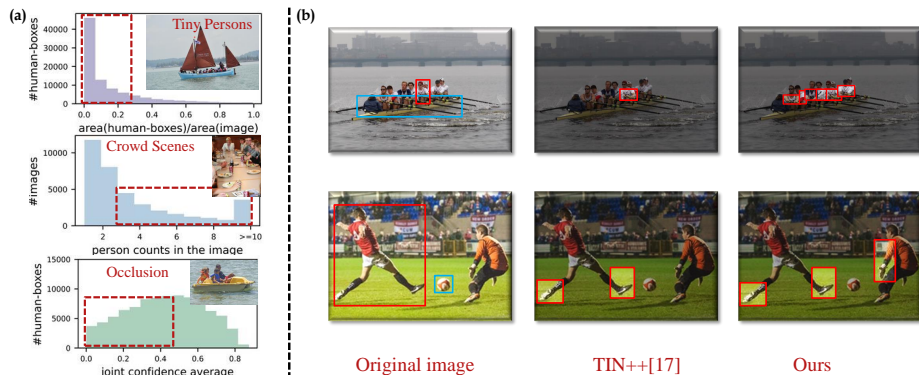 (a)
Tiny Persons
#human-boxes
40000
30000
20000
10000
0
0.0 0.2 0.4 0.6 0.8 1.0
area(human-boxes)/area(image)
Crowd Scenes
#images
10000
5000
0
2 4 6 8 >=10
person counts in the image
Occlusion
#human-boxes
15000
10000
5000
0
0.0 0.2 0.4 0.6 0.8
joint confidence average
(b)
Original image TIN++[17] Ours